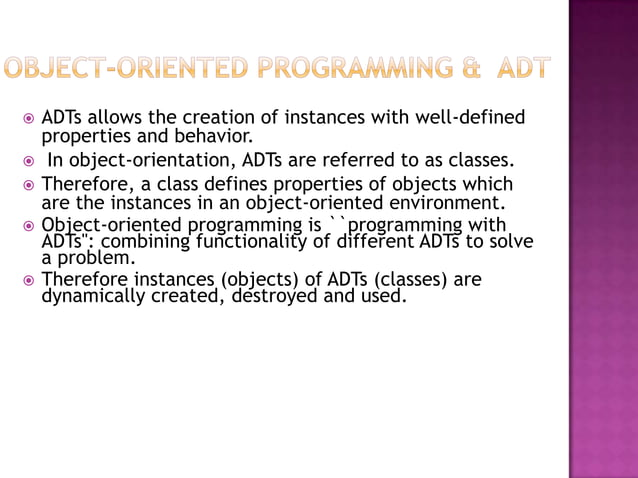 OBJECT-ORIENTED PROGRAMMING & ADT
ADTs allows the creation of instances with well-defined
properties and behavior.
In object-orientation, ADTs are referred to as classes.
Therefore, a class defines properties of objects which
are the instances in an object-oriented environment.
Object-oriented programming is ``programming with
ADTs": combining functionality of different ADTs to solve
a problem.
Therefore instances (objects) of ADTs (classes) are
dynamically created, destroyed and used.